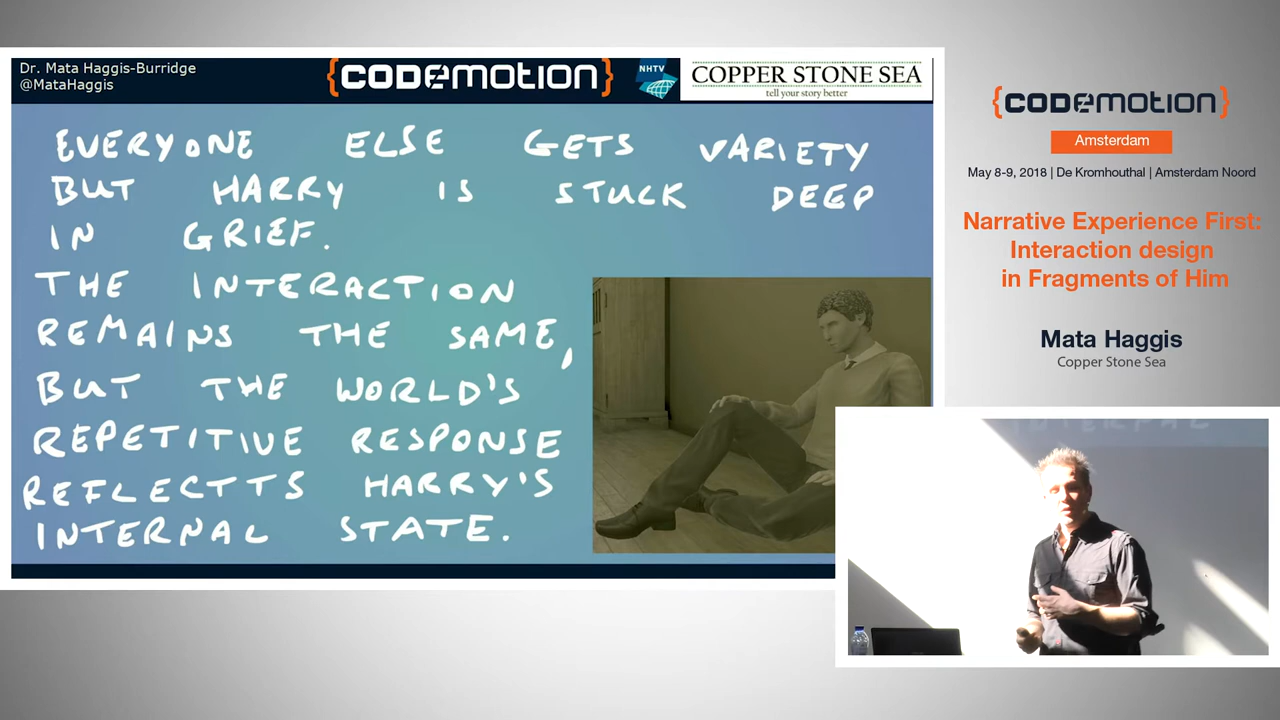 Dr. Mata Haggis-Burridge
@MataHaggis
{CODEMOTION}
NHTV
COPPER STONE SEA
tell your story better
EVERYONE ELSE GETS VARIETY
BUT HARRY IS STUCK DEEP
IN GRIEF.
THE INTERACTION
REMAINS THE SAME,
BUT THE WORLD'S
REPETITIVE RESPONSE
REFLECTTS HARRY'S
INTERNAL STATE.
{CODEMOTION}
Amsterdam
May 8-9, 2018 | De Kromhouthal | Amsterdam Noord
Narrative Experience First:
Interaction design
in Fragments of Him
Mata Haggis
Copper Stone Sea
INTERNAL